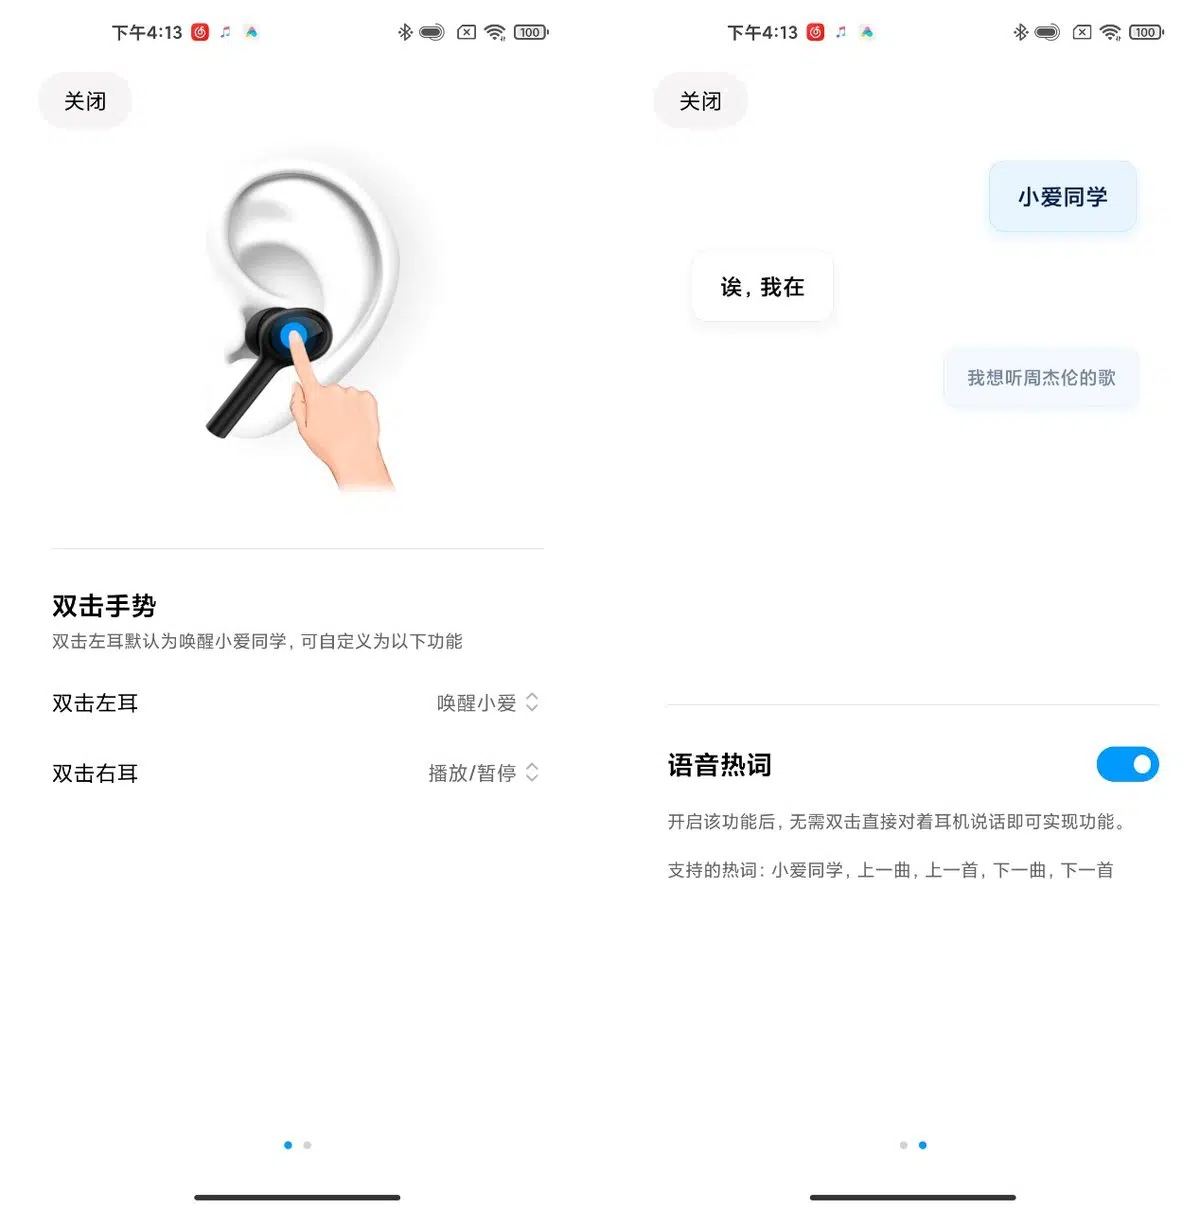 下午4:13
100
关闭
双击手势
双击左耳默认为唤醒小爱同学, 可自定义为以下功能
双击左耳
唤醒小爱
双击右耳
播放/暂停
下午4:13
100
关闭
小爱同学
诶, 我在
我想听周杰伦的歌
语音热词
开启该功能后, 无需双击直接对着耳机说话即可实现功能。
支持的热词: 小爱同学, 上一曲, 上一首, 下一曲, 下一首